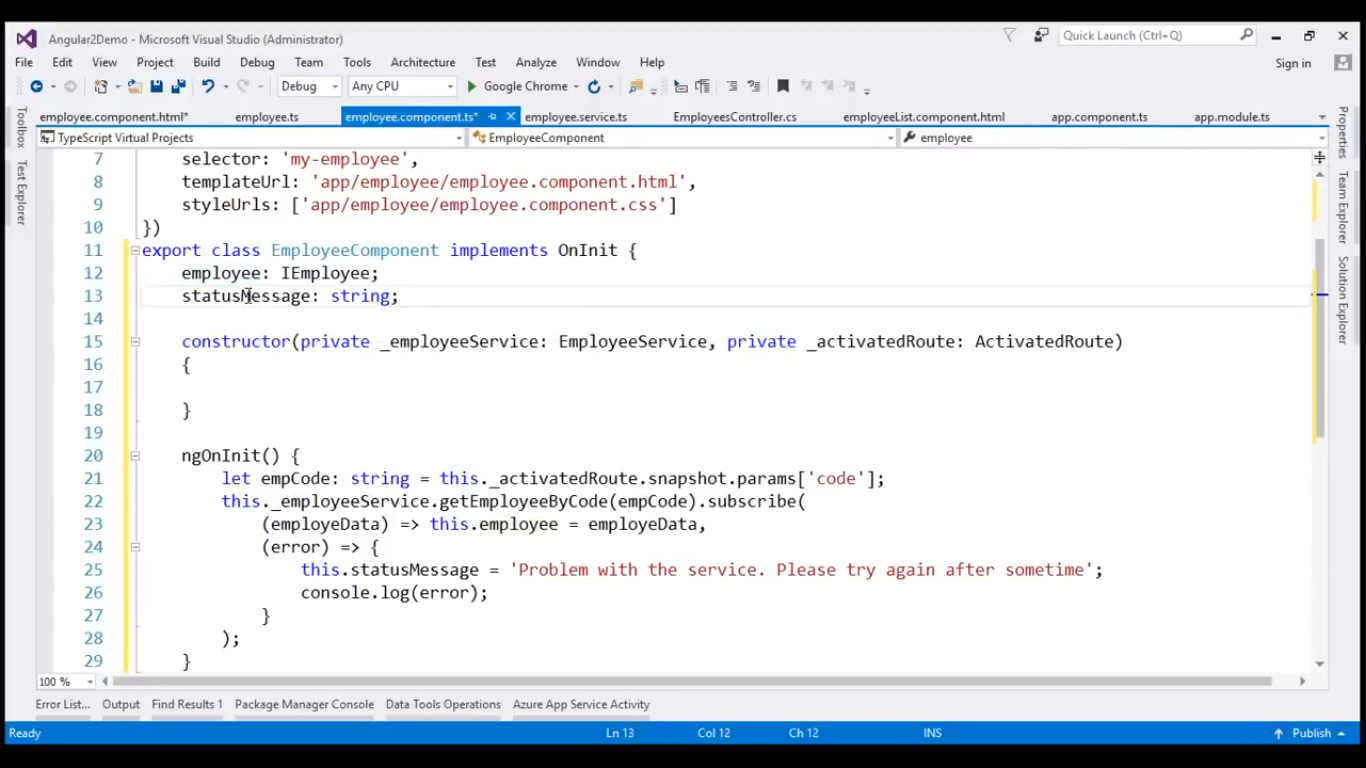 Angular2Demo - Microsoft Visual Studio (Administrator)
Quick Launch (Ctrl+Q)
File Edit View Project Build Debug Team Tools Architecture Test Analyze Window Help
Sign in
Debug Any CPU Google Chrome
employee.component.html* employee.ts employee.component.ts* employee.service.ts EmployeesController.cs employeeList.component.html app.component.ts app.module.ts
TypeScript Virtual Projects EmployeeComponent employee
Toolbox
Test Explorer
7 selector: 'my-employee',
8 templateUrl: 'app/employee/employee.component.html',
9 styleUrls: ['app/employee/employee.component.css']
10 })
11 export class EmployeeComponent implements OnInit {
12 employee: IEmployee;
13 statusMessage: string;
14
15 constructor(private _employeeService: EmployeeService, private _activatedRoute: ActivatedRoute)
16 {
17
18 }
19
20 ngOnInit() {
21 let empCode: string = this._activatedRoute.snapshot.params['code'];
22 this._employeeService.getEmployeeByCode(empCode).subscribe(
23 (employeData) => this.employee = employeData,
24 (error) => {
25 this.statusMessage = 'Problem with the service. Please try again after sometime';
26 console.log(error);
27 }
28 );
29 }
Properties
Team Explorer
Solution Explorer
100 %
Error List... Output Find Results 1 Package Manager Console Data Tools Operations Azure App Service Activity
Ready Ln 13 Col 12 Ch 12 INS Publish